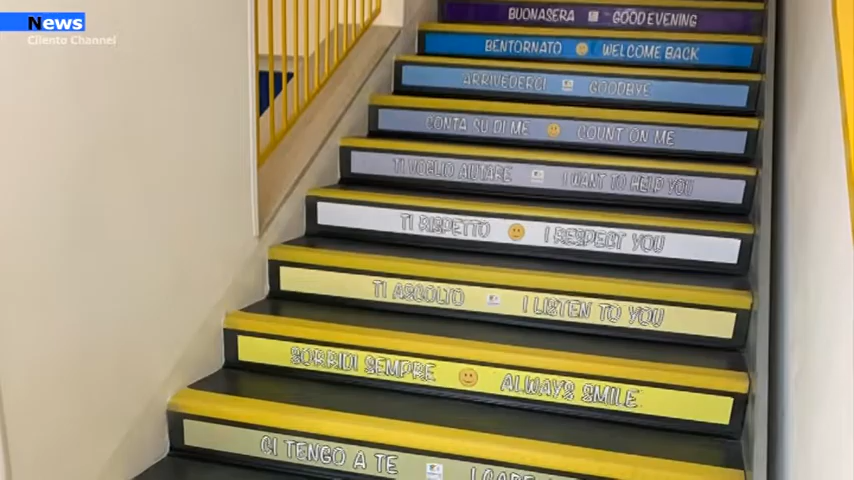 News
Cilento Channel
BUONASERA GOOD EVENING
BENTORNATO WELCOME BACK
ARRIVEDERCI GOODBYE
CONTA SU DI ME COUNT ON ME
TI VOGLIO AIUTARE I WANT TO HELP YOU
TI RISPETTO I RESPECT YOU
TI ASCOLTO I LISTEN TO YOU
SORRIDI SEMPRE ALWAYS SMILE
CI TENGO A TE I CARE